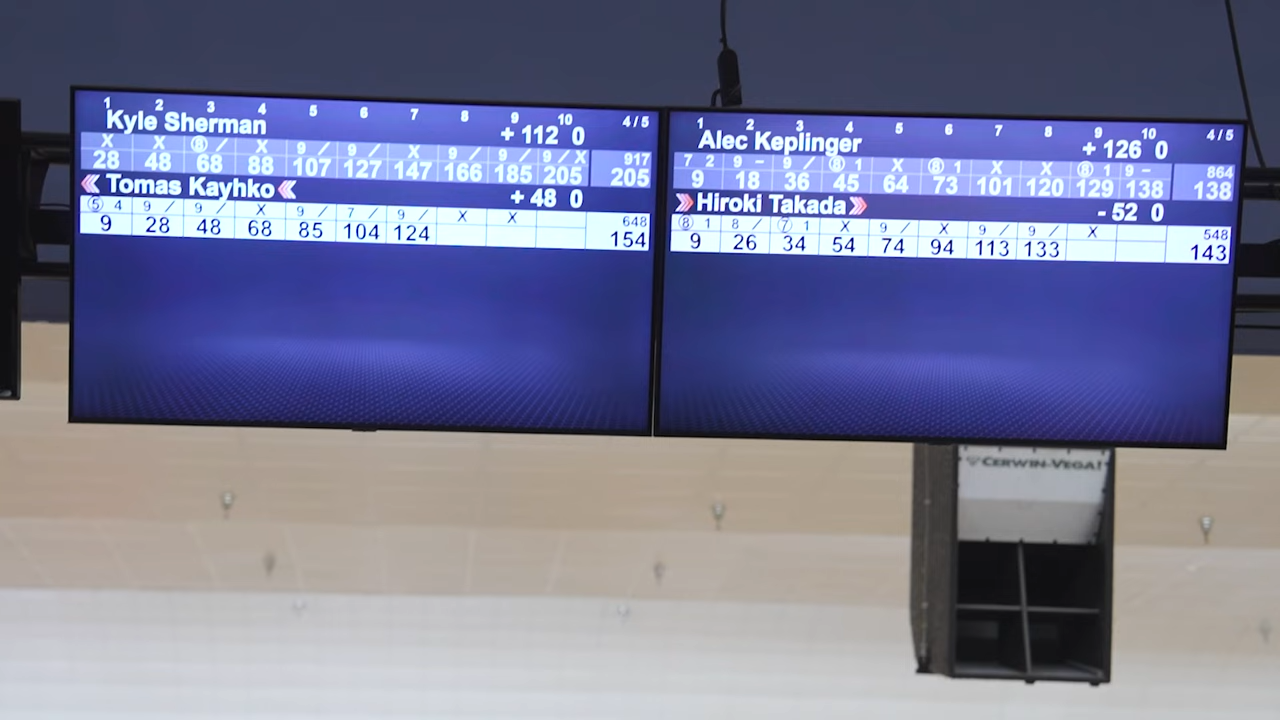 1 2 3 4 5 6 7 8 9 10 4/5
Kyle Sherman +112 0
X X ⑧ / X 9 / 9 / X 9 / 9 / 9 / X 917
28 48 68 88 107 127 147 166 185 205 205
Tomas Kayhko +48 0
⑤ 4 9 / 9 / X 9 / 7 / 9 / X X 648
9 28 48 68 85 104 124 154
1 2 3 4 5 6 7 8 9 10 4/5
Alec Keplinger +126 0
7 2 9 - 9 / ⑧ 1 X ⑧ 1 X X ⑧ 1 9 - 864
9 18 36 45 64 73 101 120 129 138 138
Hiroki Takada -52 0
⑧ 1 8 / ⑦ 1 X 9 / X 9 / 9 / X 548
9 26 34 54 74 94 113 133 143
CERWIN-VEGA!